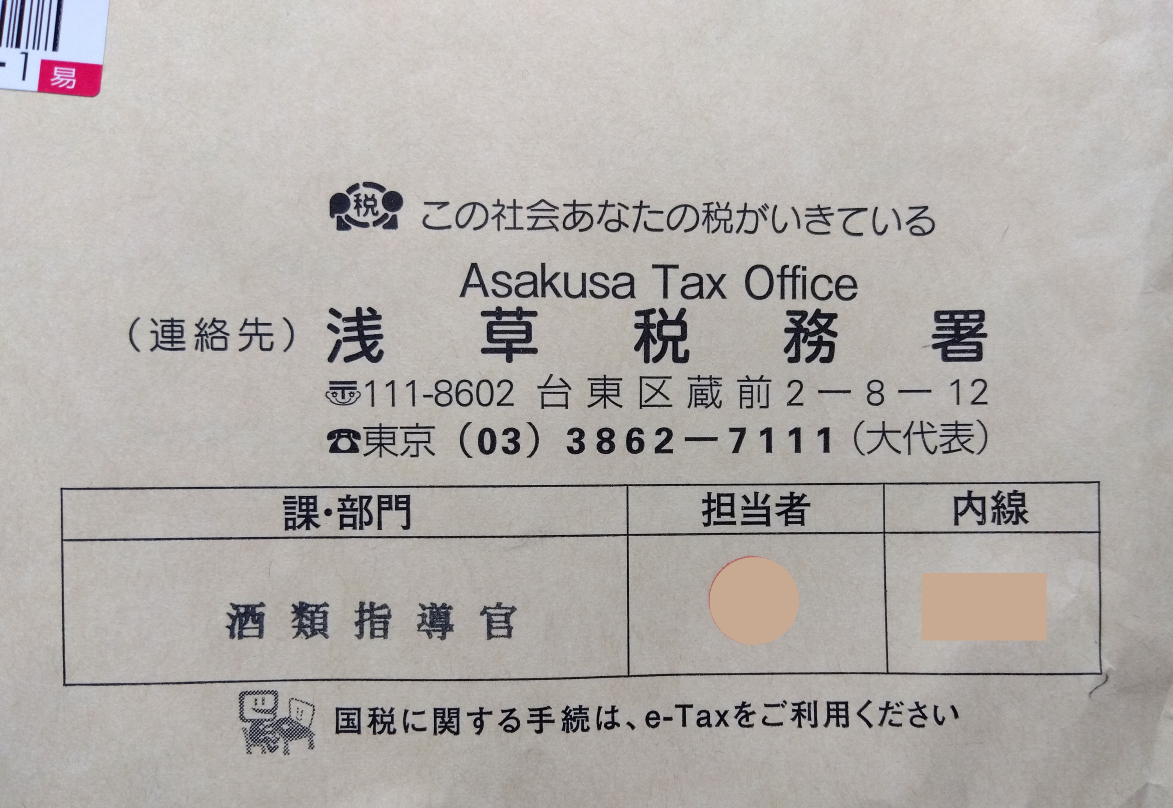 -1 易
税 この社会あなたの税がいきている
Asakusa Tax Office
（連絡先）浅草税務署
〠111-8602 台東区蔵前2－8－12
☎東京（03）3862－7111（大代表）
課・部門 担当者 内線
酒類指導官
国税に関する手続は、e-Taxをご利用ください